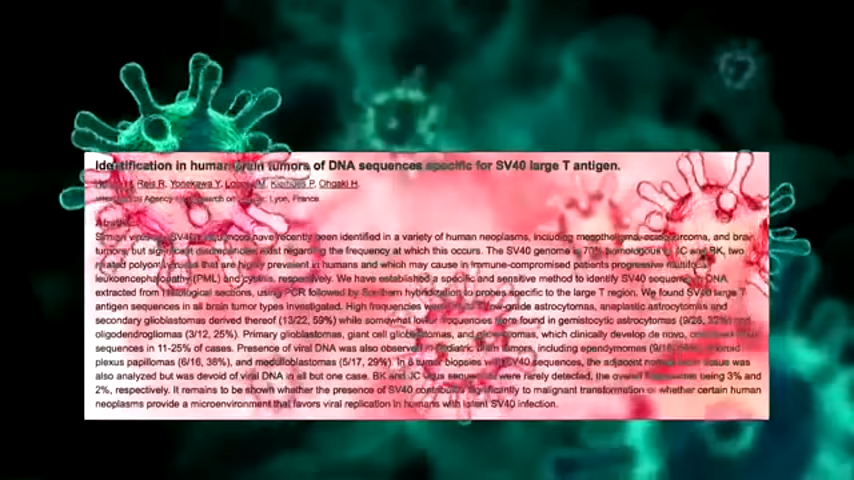 Identification in human brain tumors of DNA sequences specific for SV40 large T antigen.
Reis R, Yonekawa Y, Lopes M, Kleihues P, Ohgaki H.
Agency Research on Lyon, France
SV40 sequences have recently been identified in a variety of human neoplasms, including mesothelioma, and brain
tumors, but significant discrepancies exist regarding the frequency at which this occurs. The SV40 genome is 70% homologous to JC and BK, two
related polyomaviruses that are highly prevalent in humans and which may cause in immune-compromised patients progressive multifocal
leukoencephalopathy (PML) and cystitis, respectively. We have established a specific and sensitive method to identify SV40 sequences in DNA
extracted from histological sections, using PCR followed by Southern hybridization to probes specific to the large T region. We found SV40 large T
antigen sequences in all brain tumor types investigated. High frequencies were low-grade astrocytomas, anaplastic astrocytomas and
secondary glioblastomas derived thereof (13/22, 59%) while somewhat lower frequencies were found in gemistocytic astrocytomas (9/28, 32%) and
oligodendrogliomas (3/12, 25%). Primary glioblastomas, giant cell glioblastomas, and which clinically develop de novo,
sequences in 11-25% of cases. Presence of viral DNA was also observed in pediatric brain tumors, including ependymomas choroid
plexus papillomas (6/16, 38%), and medulloblastomas (5/17, 29%). In 8 tumor biopsies with SV40 sequences, the adjacent normal tissue was
also analyzed but was devoid of viral DNA in all but one case. BK and JC virus sequences were rarely detected, the overall frequencies being 3% and
2%, respectively. It remains to be shown whether the presence of SV40 contributes significantly to malignant transformation or whether certain human
neoplasms provide a microenvironment that favors viral replication in humans with latent SV40 infection.